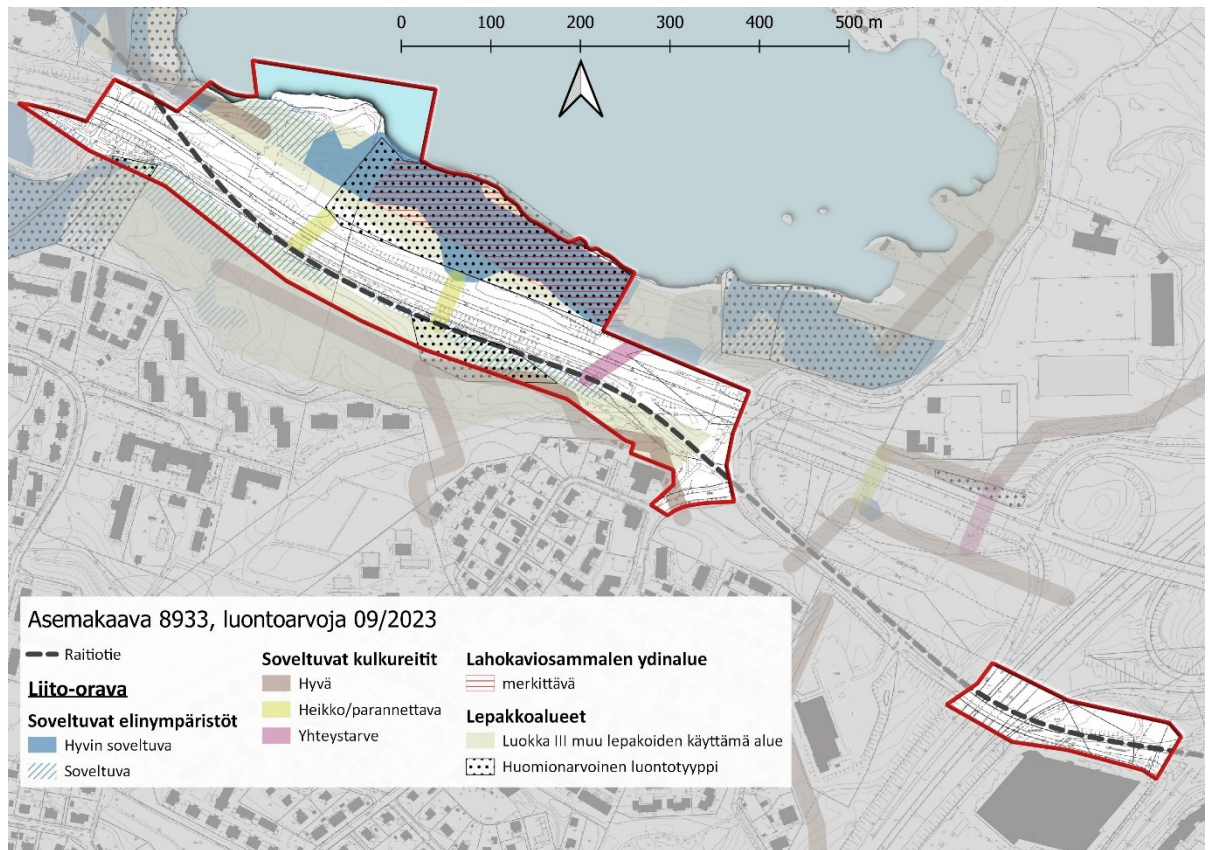 0 100 200 300 400 500 m
Asemakaava 8933, luontoarvoja 09/2023
Raitiotie
Liito-orava
Soveltuvat elinympäristöt
Hyvin soveltuva
Soveltuva
Soveltuvat kulkureitit
Hyvä
Heikko/parannettava
Yhteystarve
Lahokaviosammalen ydinalue
merkittävä
Lepakkoalueet
Luokka III muu lepakoiden käyttämä alue
Huomionarvoinen luontotyyppi